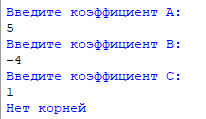 Введите коэффициент A:
5
Введите коэффициент B:
-4
Введите коэффициент C:
1
Нет корней